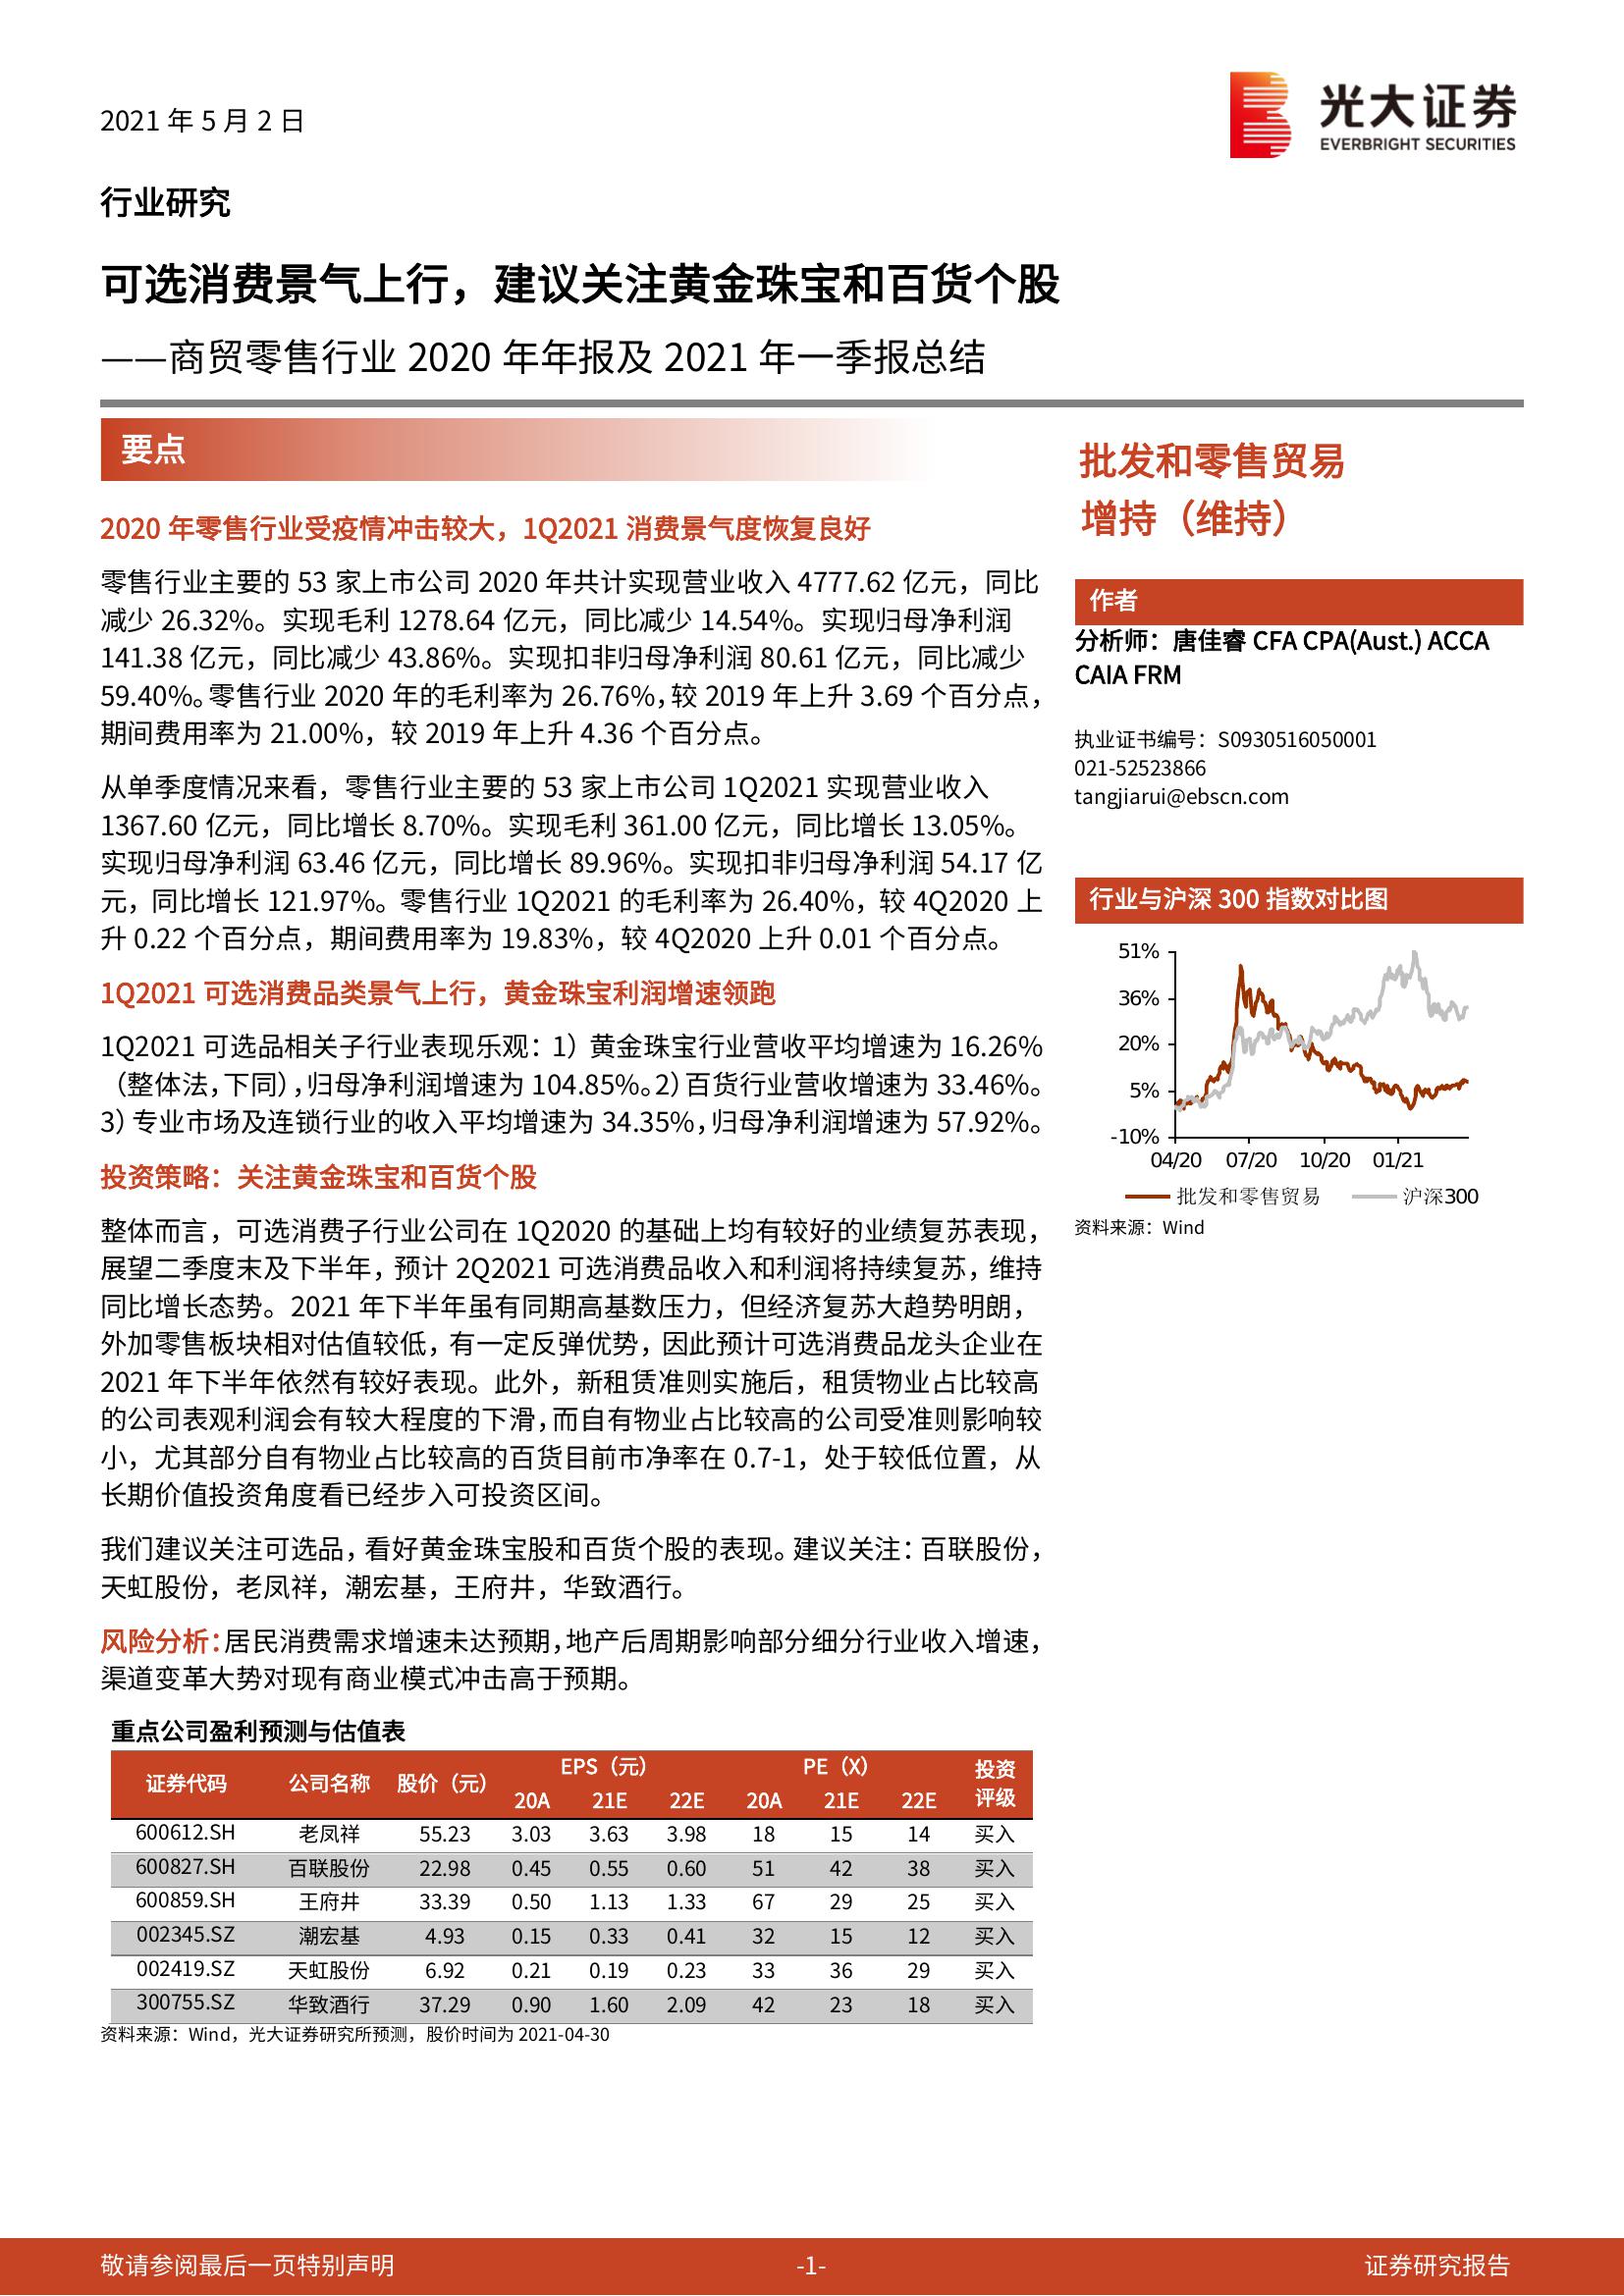 2021 年 5 月 2 日
光大证券
EVERBRIGHT SECURITIES
行业研究
可选消费景气上行，建议关注黄金珠宝和百货个股
——商贸零售行业 2020 年年报及 2021 年一季报总结
要点
2020 年零售行业受疫情冲击较大，1Q2021 消费景气度恢复良好
零售行业主要的 53 家上市公司 2020 年共计实现营业收入 4777.62 亿元，同比
减少 26.32%。实现毛利 1278.64 亿元，同比减少 14.54%。实现归母净利润
141.38 亿元，同比减少 43.86%。实现扣非归母净利润 80.61 亿元，同比减少
59.40%。零售行业 2020 年的毛利率为 26.76%，较 2019 年上升 3.69 个百分点，
期间费用率为 21.00%，较 2019 年上升 4.36 个百分点。
从单季度情况来看，零售行业主要的 53 家上市公司 1Q2021 实现营业收入
1367.60 亿元，同比增长 8.70%。实现毛利 361.00 亿元，同比增长 13.05%。
实现归母净利润 63.46 亿元，同比增长 89.96%。实现扣非归母净利润 54.17 亿
元，同比增长 121.97%。零售行业 1Q2021 的毛利率为 26.40%，较 4Q2020 上
升 0.22 个百分点，期间费用率为 19.83%，较 4Q2020 上升 0.01 个百分点。
1Q2021 可选消费品类景气上行，黄金珠宝利润增速领跑
1Q2021 可选品相关子行业表现乐观：1）黄金珠宝行业营收平均增速为 16.26%
（整体法，下同），归母净利润增速为 104.85%。2）百货行业营收增速为 33.46%。
3）专业市场及连锁行业的收入平均增速为 34.35%，归母净利润增速为 57.92%。
投资策略：关注黄金珠宝和百货个股
整体而言，可选消费子行业公司在 1Q2020 的基础上均有较好的业绩复苏表现，
展望二季度末及下半年，预计 2Q2021 可选消费品收入和利润将持续复苏，维持
同比增长态势。2021 年下半年虽有同期高基数压力，但经济复苏大趋势明朗，
外加零售板块相对估值较低，有一定反弹优势，因此预计可选消费品龙头企业在
2021 年下半年依然有较好表现。此外，新租赁准则实施后，租赁物业占比较高
的公司表观利润会有较大程度的下滑，而自有物业占比较高的公司受准则影响较
小，尤其部分自有物业占比较高的百货目前市净率在 0.7-1，处于较低位置，从
长期价值投资角度看已经步入可投资区间。
我们建议关注可选品，看好黄金珠宝股和百货个股的表现。建议关注：百联股份，
天虹股份，老凤祥，潮宏基，王府井，华致酒行。
风险分析：居民消费需求增速未达预期，地产后周期影响部分细分行业收入增速，
渠道变革大势对现有商业模式冲击高于预期。
重点公司盈利预测与估值表
证券代码 公司名称 股价（元） EPS（元） PE（X） 投资评级
20A 21E 22E 20A 21E 22E
600612.SH 老凤祥 55.23 3.03 3.63 3.98 18 15 14 买入
600827.SH 百联股份 22.98 0.45 0.55 0.60 51 42 38 买入
600859.SH 王府井 33.39 0.50 1.13 1.33 67 29 25 买入
002345.SZ 潮宏基 4.93 0.15 0.33 0.41 32 15 12 买入
002419.SZ 天虹股份 6.92 0.21 0.19 0.23 33 36 29 买入
300755.SZ 华致酒行 37.29 0.90 1.60 2.09 42 23 18 买入
资料来源：Wind，光大证券研究所预测，股价时间为 2021-04-30
批发和零售贸易
增持（维持）
作者
分析师：唐佳睿 CFA CPA(Aust.) ACCA
CAIA FRM
执业证书编号：S0930516050001
021-52523866
tangjiarui@ebscn.com
行业与沪深 300 指数对比图
51%
36%
20%
5%
-10%
04/20 07/20 10/20 01/21
批发和零售贸易 沪深300
资料来源：Wind
敬请参阅最后一页特别声明 -1- 证券研究报告